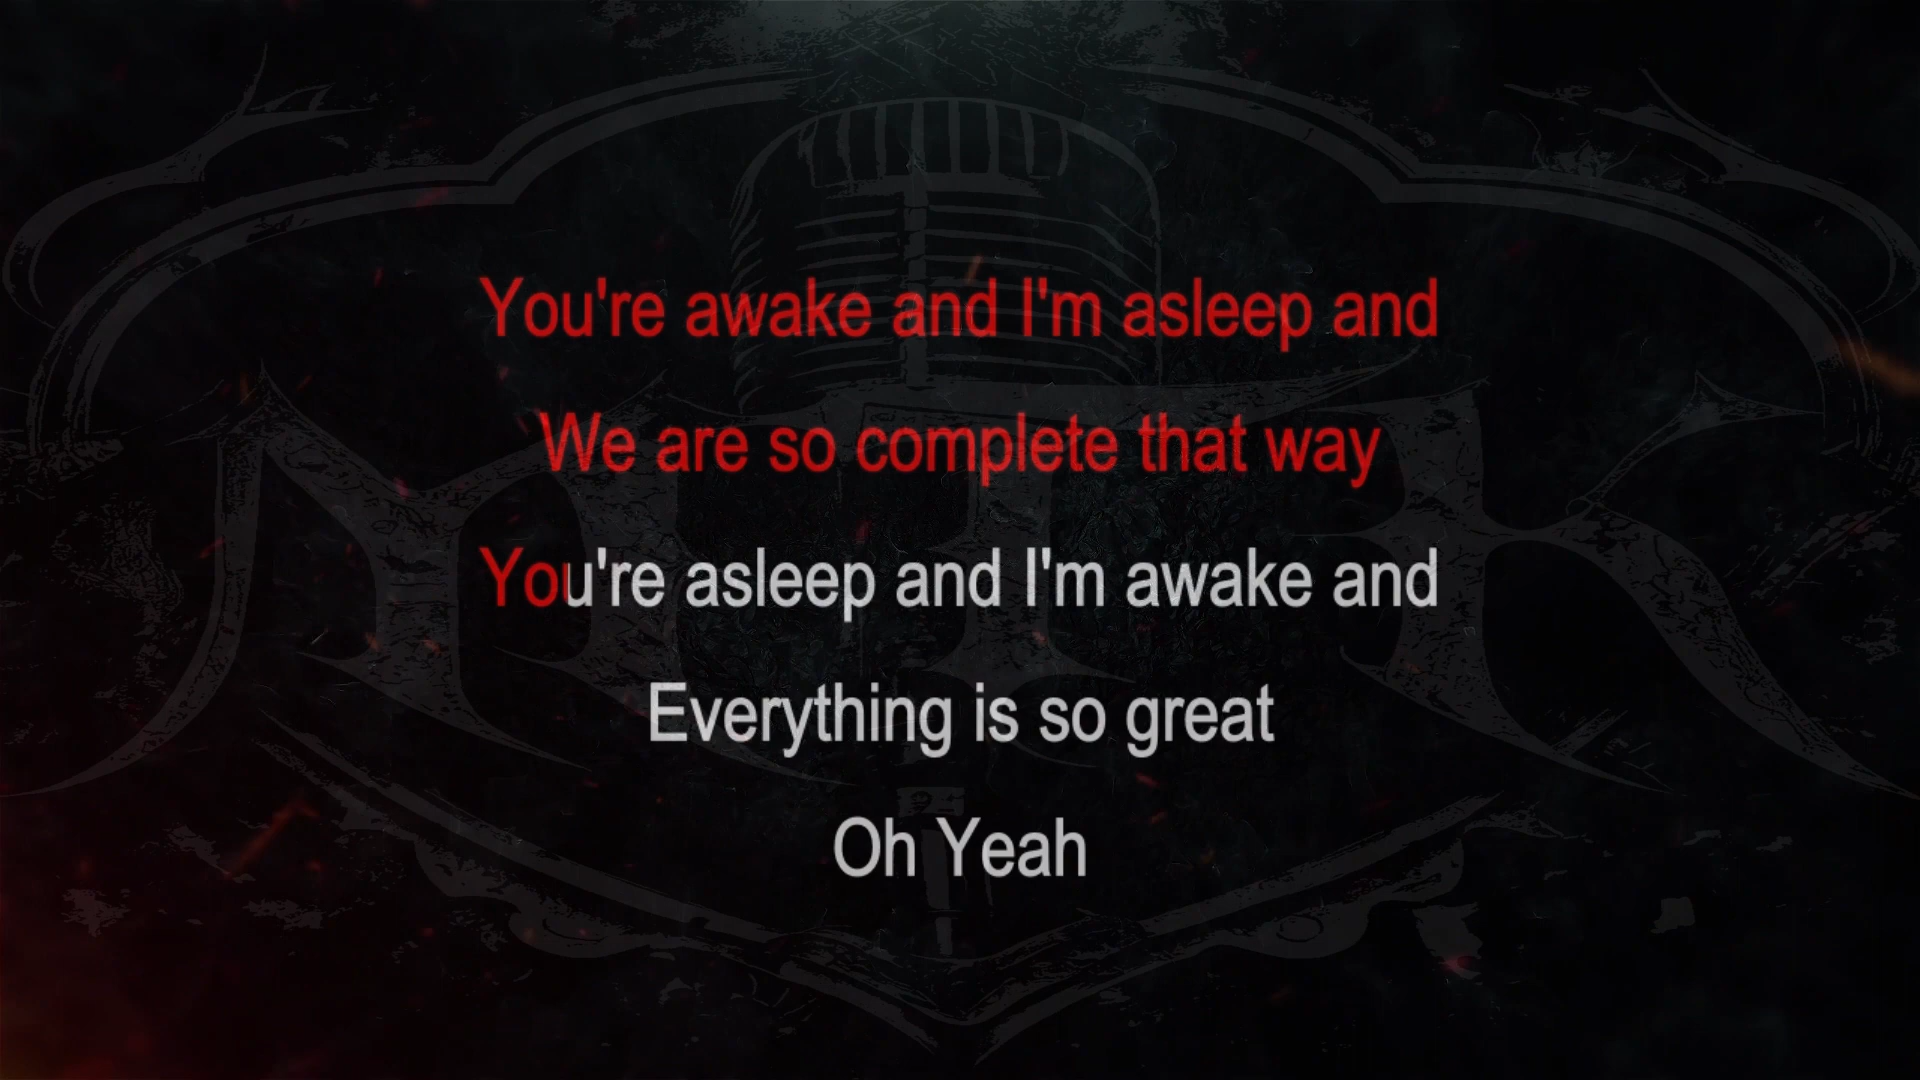 You're awake and I'm asleep and
We are so complete that way
You're asleep and I'm awake and
Everything is so great
Oh Yeah
MTK